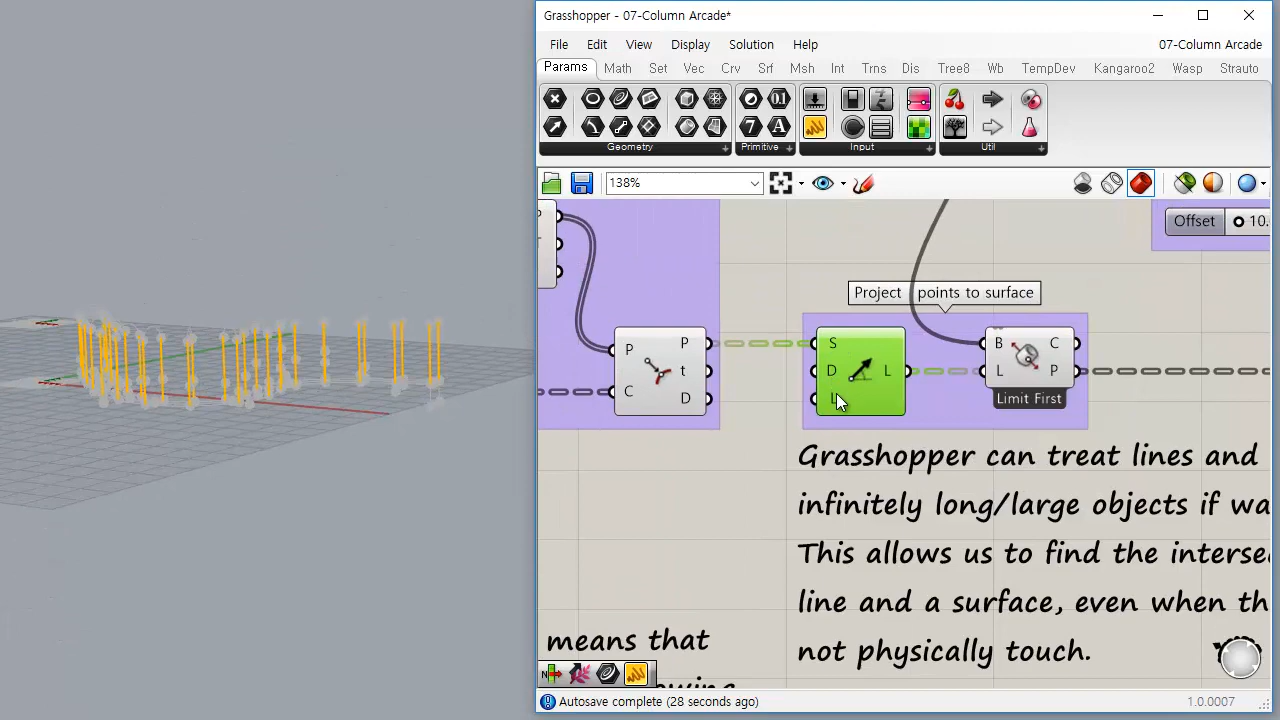 Grasshopper - 07-Column Arcade*
File Edit View Display Solution Help 07-Column Arcade
Params Math Set Vec Crv Srf Msh Int Trns Dis Tree8 Wb TempDev Kangaroo2 Wasp Strauto
Geometry Primitive Input Util
138%
Offset 10.
Project points to surface
P P t C D
S D L L
B C L P
Limit First
Grasshopper can treat lines and
infinitely long/large objects if wa
This allows us to find the interse
line and a surface, even when th
means that
not physically touch.
Autosave complete (28 seconds ago) 1.0.0007